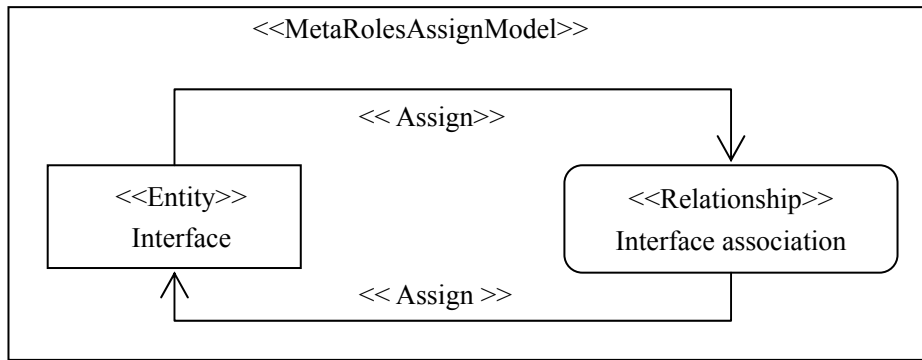 <<MetaRolesAssignModel>>
<< Assign>>
<<Entity>>
Interface
<<Relationship>>
Interface association
<< Assign >>